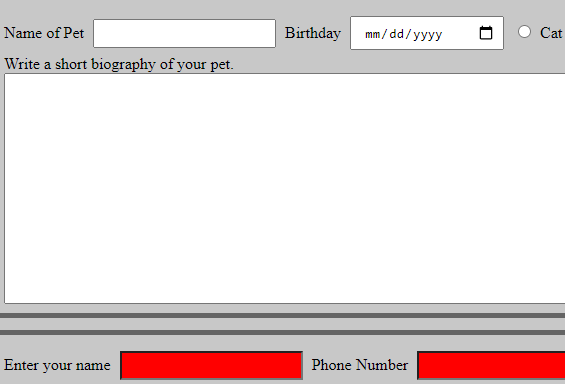 Name of Pet Birthday mm/dd/yyyy Cat
Write a short biography of your pet.
Enter your name Phone Number